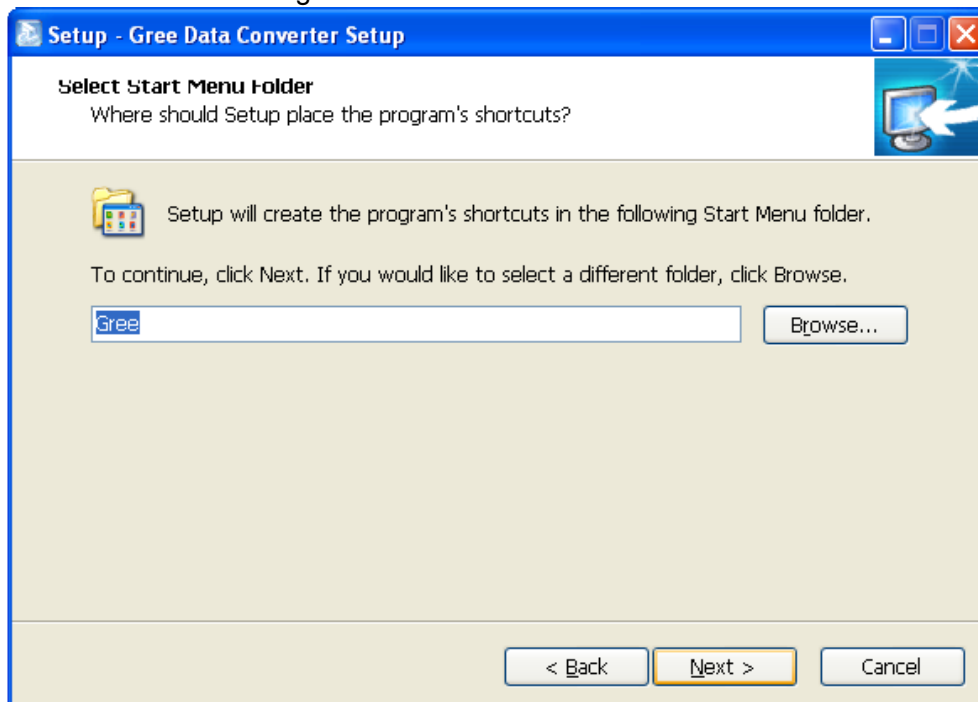 Setup - Gree Data Converter Setup
Select Start Menu Folder
Where should Setup place the program's shortcuts?
Setup will create the program's shortcuts in the following Start Menu folder.
To continue, click Next. If you would like to select a different folder, click Browse.
Gree
Browse...
< Back
Next >
Cancel